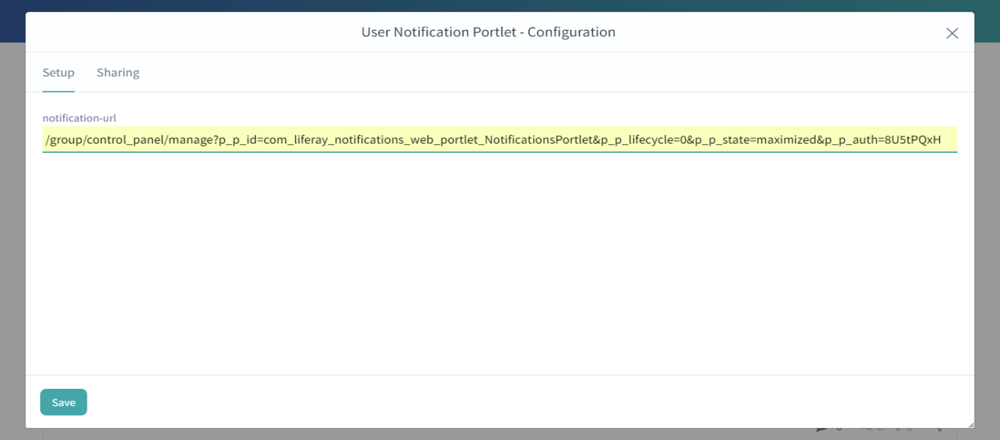 User Notification Portlet - Configuration
Setup Sharing
notification-url
/group/control_panel/manage?p_p_id=com_liferay_notifications_web_portlet_NotificationsPortlet&p_p_lifecycle=0&p_p_state=maximized&p_p_auth=8U5tPQxH
Save